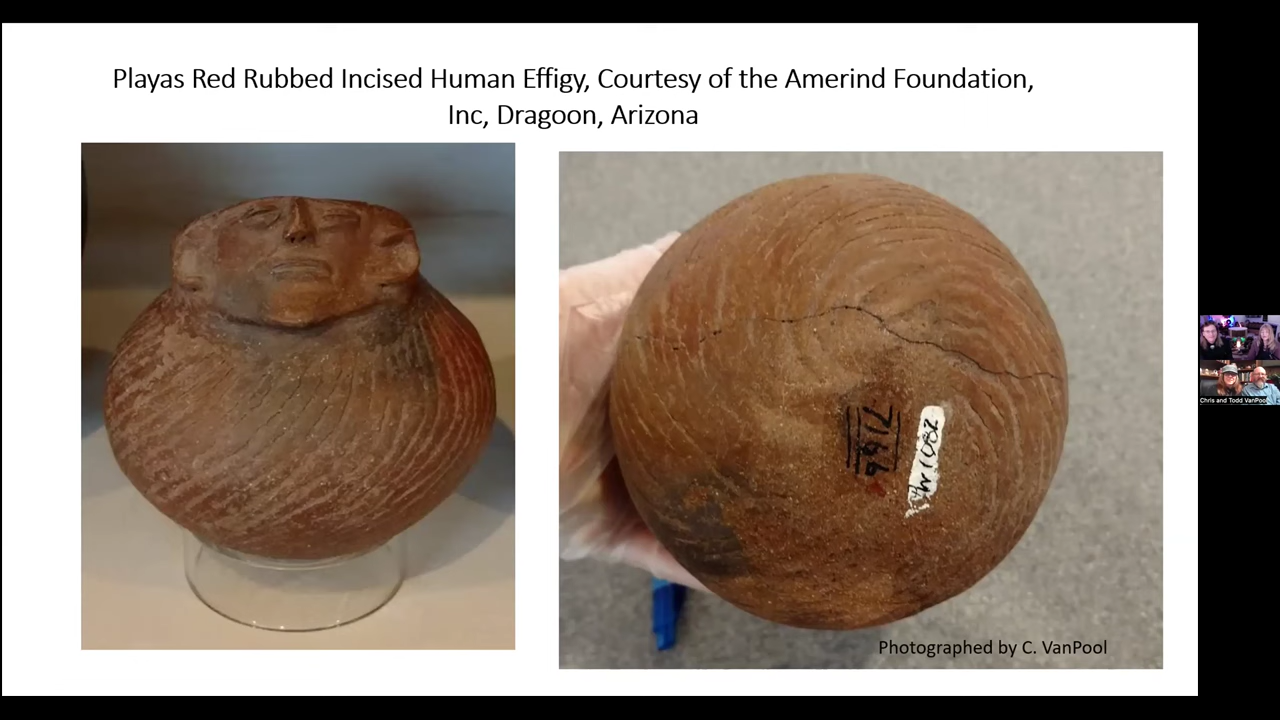 Playas Red Rubbed Incised Human Effigy, Courtesy of the Amerind Foundation,
Inc, Dragoon, Arizona
Photographed by C. VanPool
Chris and Todd VanPool